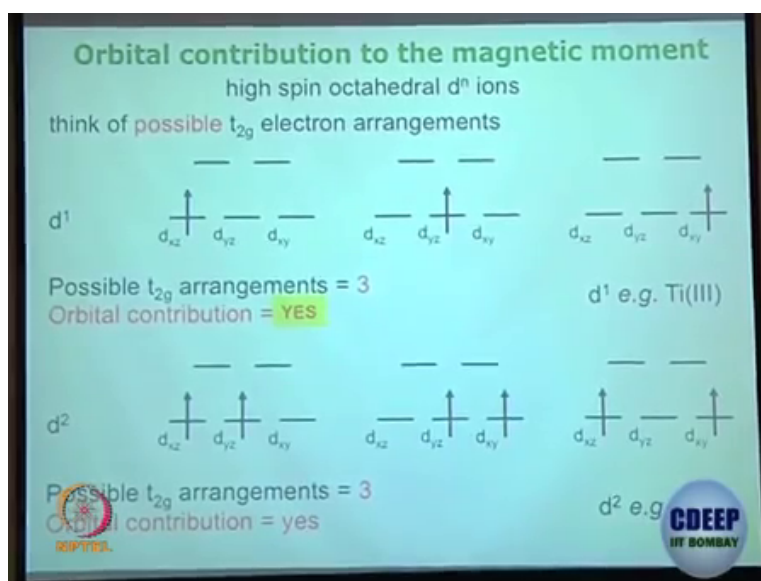 Orbital contribution to the magnetic moment
high spin octahedral dⁿ ions
think of possible t₂g electron arrangements
d¹
dxz dyz dxy
dxz dyz dxy
dxz dyz dxy
Possible t₂g arrangements = 3
Orbital contribution = YES
d¹ e.g. Ti(III)
d²
dxz dyz dxy
dxz dyz dxy
dxz dyz dxy
Possible t₂g arrangements = 3
Orbital contribution = yes
d² e.g
NPTEL
CDEEP
IIT BOMBAY